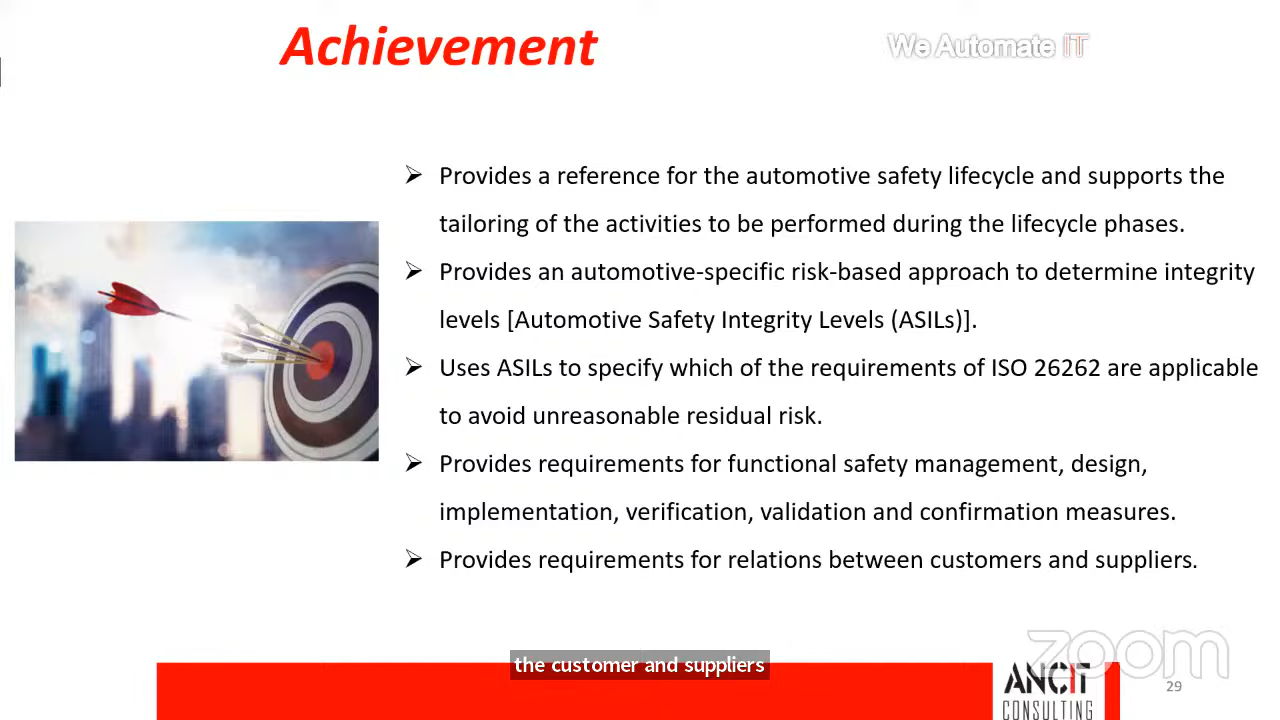 Achievement
We Automate IT
➢ Provides a reference for the automotive safety lifecycle and supports the
tailoring of the activities to be performed during the lifecycle phases.
➢ Provides an automotive-specific risk-based approach to determine integrity
levels [Automotive Safety Integrity Levels (ASILs)].
➢ Uses ASILs to specify which of the requirements of ISO 26262 are applicable
to avoid unreasonable residual risk.
➢ Provides requirements for functional safety management, design,
implementation, verification, validation and confirmation measures.
➢ Provides requirements for relations between customers and suppliers.
zoom
the customer and suppliers
ANCIT
CONSULTING
29